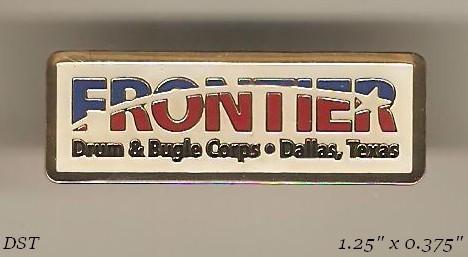 FRONTIER
Drum & Bugle Corps • Dallas, Texas
DST 1.25" x 0.375"